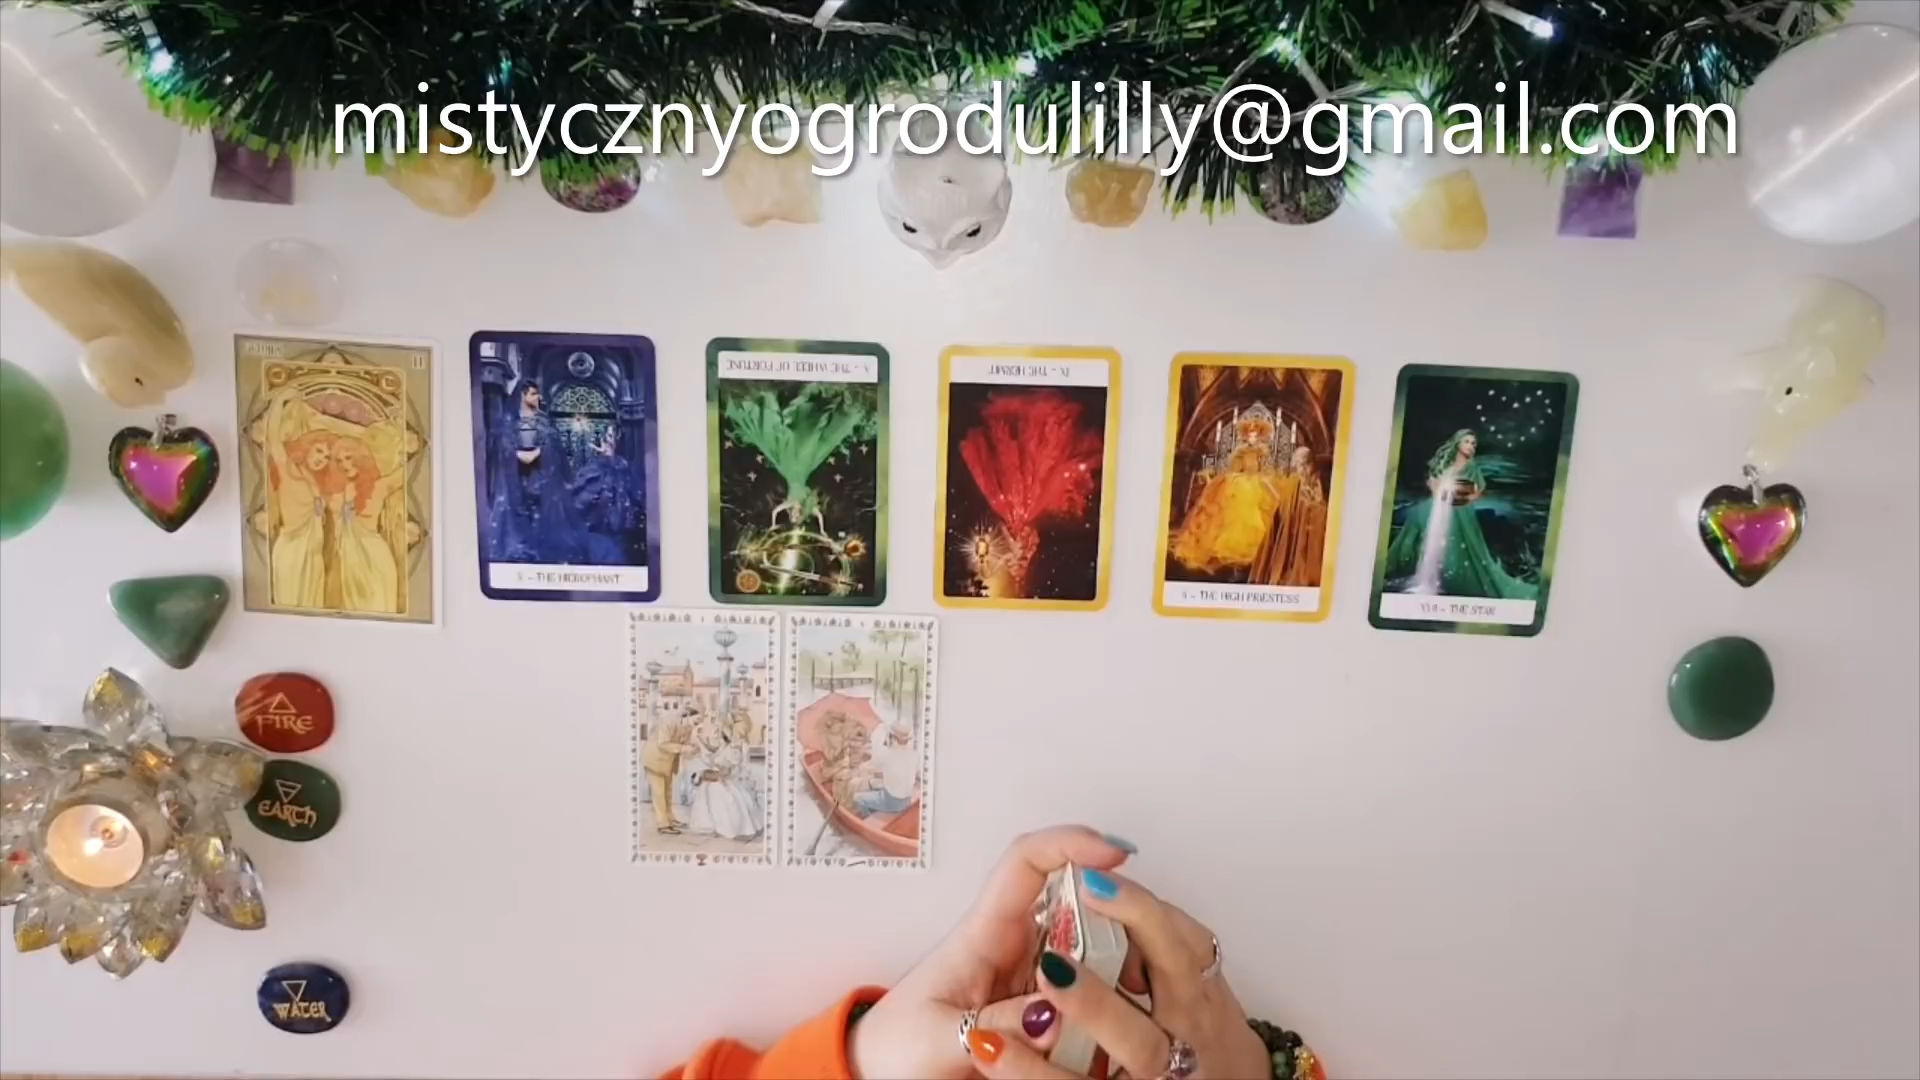 mistycznyogrodulilly@gmail.com
II
V - THE HIEROPHANT
X - THE WHEEL OF FORTUNE
IX - THE HERMIT
II - THE HIGH PRIESTESS
XVII - THE STAR
FIRE
EARTH
WATER